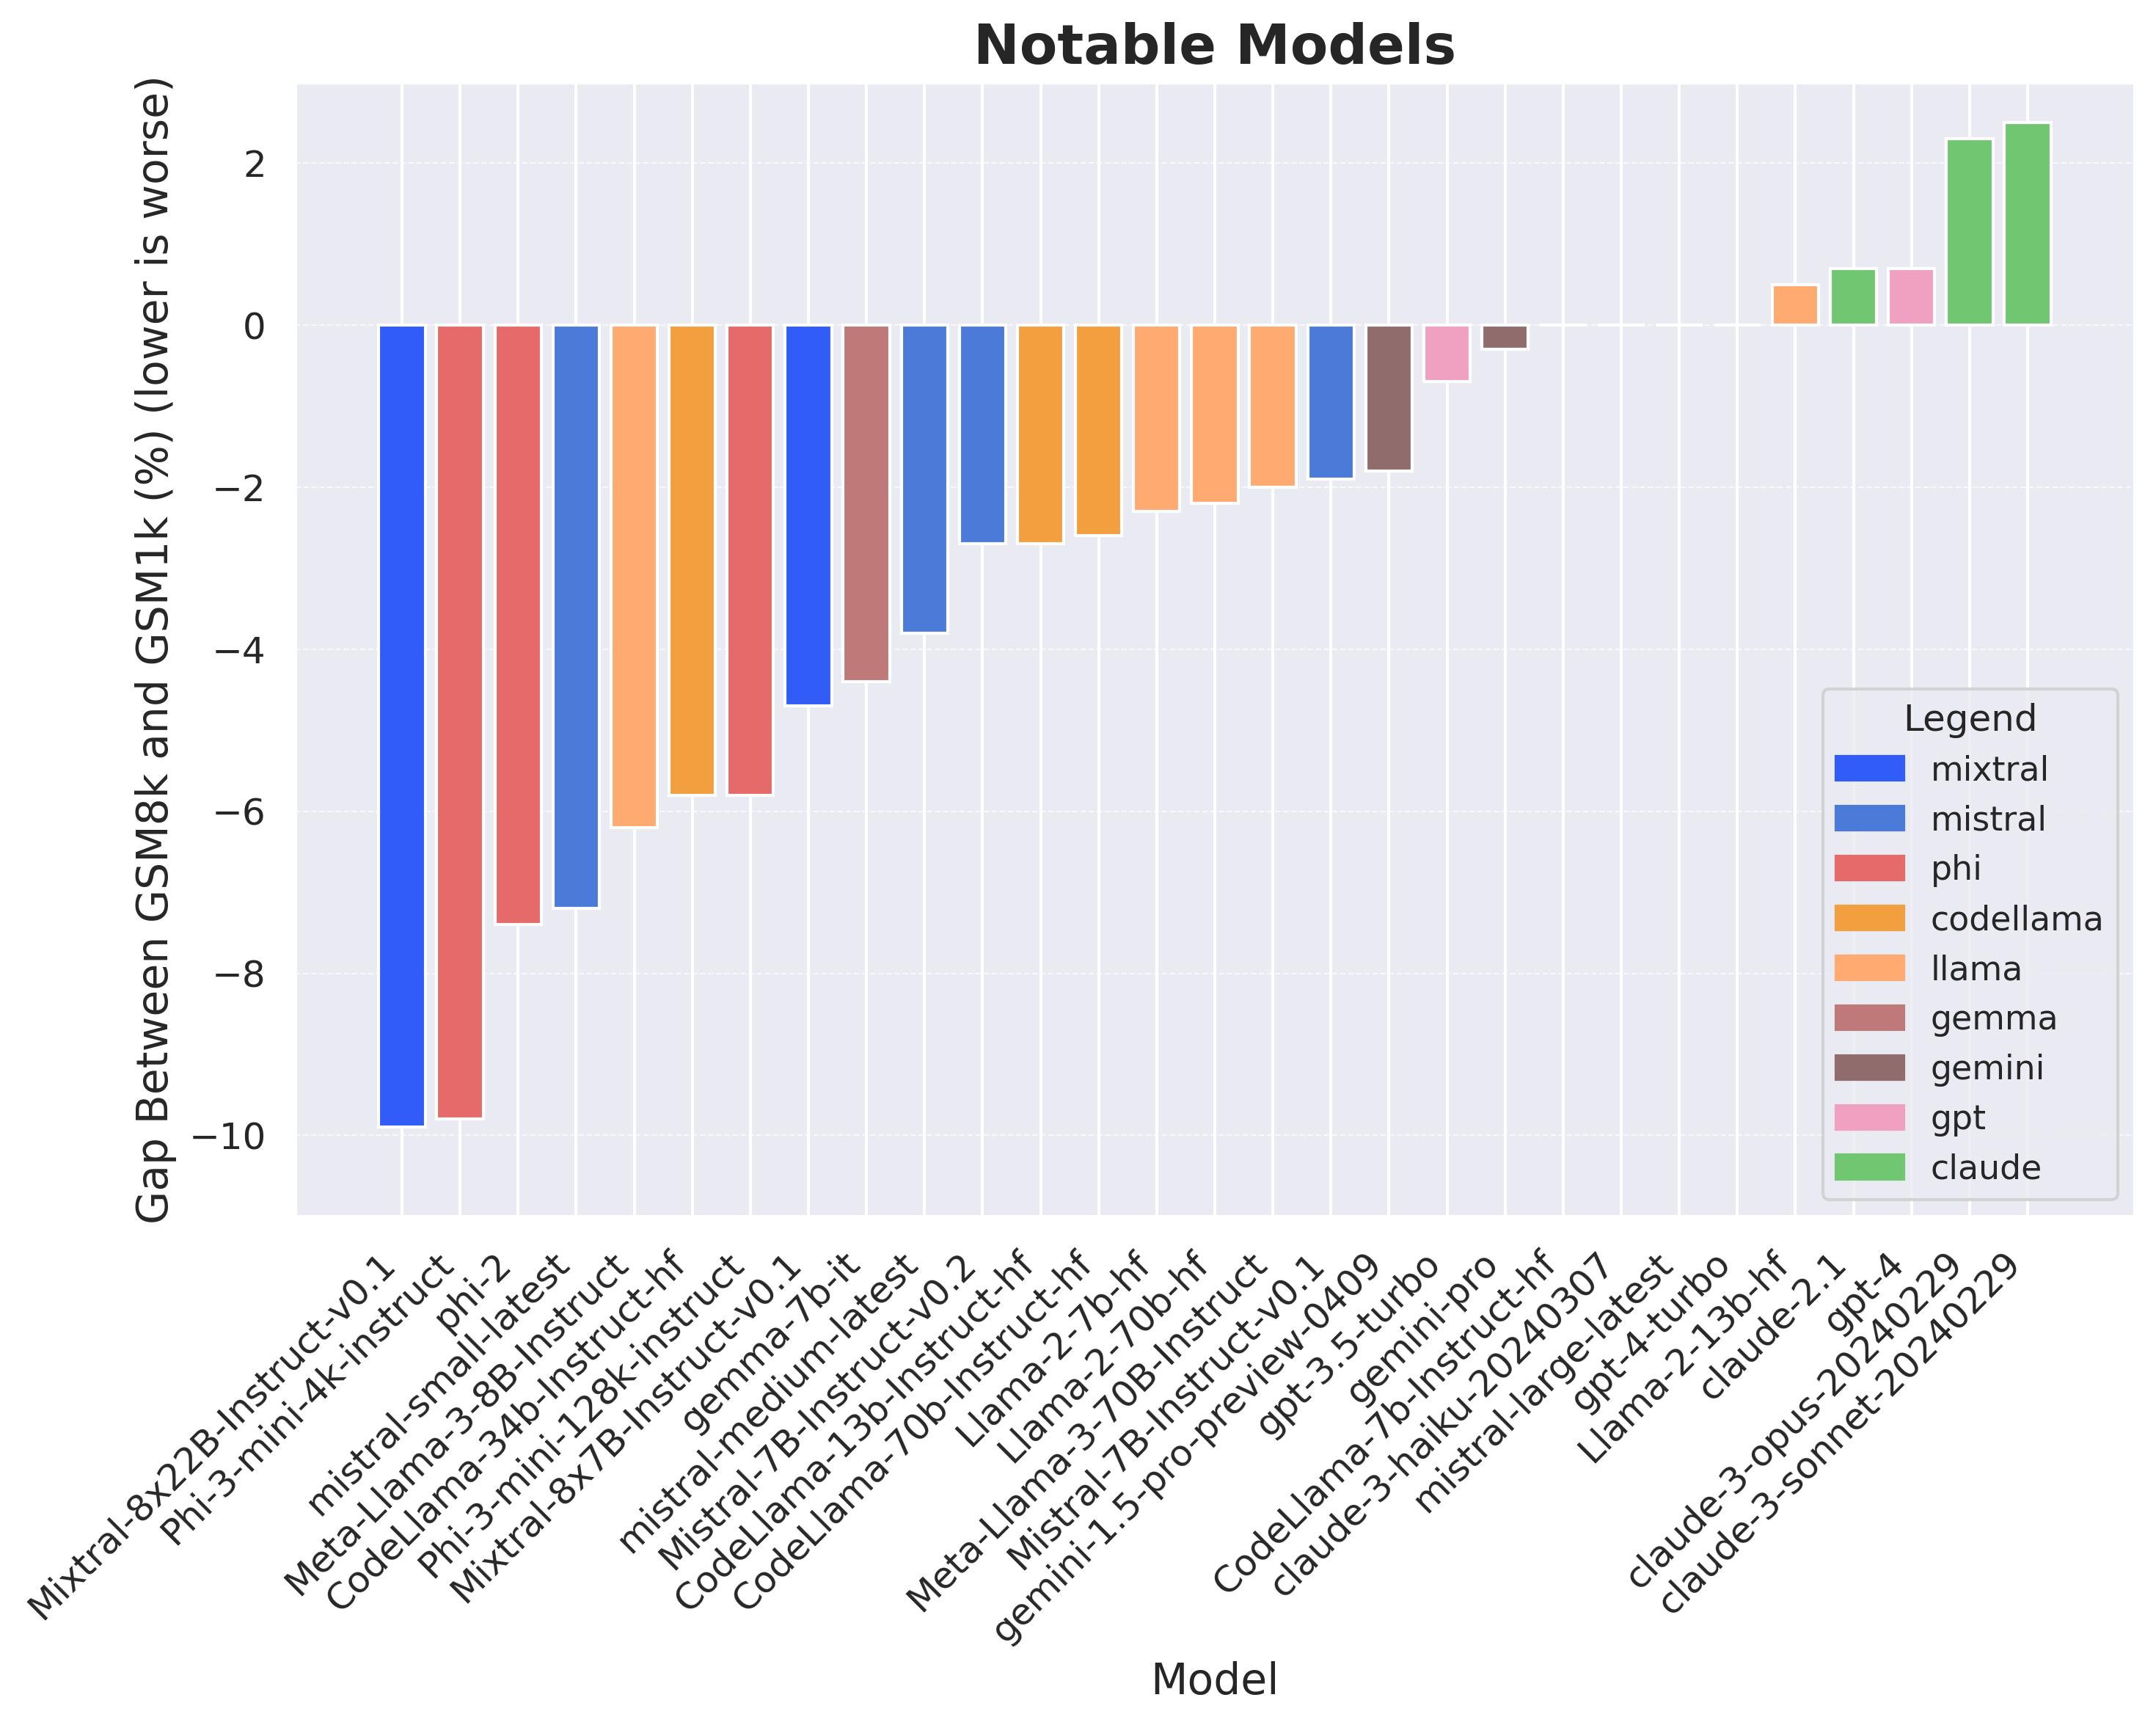 Notable Models
Gap Between GSM8k and GSM1k (%) (lower is worse)
2
0
−2
−4
−6
−8
−10
Legend
mixtral
mistral
phi
codellama
llama
gemma
gemini
gpt
claude
Mixtral-8x22B-Instruct-v0.1
Phi-3-mini-4k-instruct
phi-2
mistral-small-latest
Meta-Llama-3-8B-Instruct
CodeLlama-34b-Instruct-hf
Phi-3-mini-128k-instruct
Mixtral-8x7B-Instruct-v0.1
gemma-7b-it
mistral-medium-latest
Mistral-7B-Instruct-v0.2
CodeLlama-13b-Instruct-hf
CodeLlama-70b-Instruct-hf
Llama-2-7b-hf
Llama-2-70b-hf
Meta-Llama-3-70B-Instruct
Mistral-7B-Instruct-v0.1
gemini-1.5-pro-preview-0409
gpt-3.5-turbo
gemini-pro
CodeLlama-7b-Instruct-hf
claude-3-haiku-20240307
mistral-large-latest
gpt-4-turbo
Llama-2-13b-hf
claude-2.1
gpt-4
claude-3-opus-20240229
claude-3-sonnet-20240229
Model